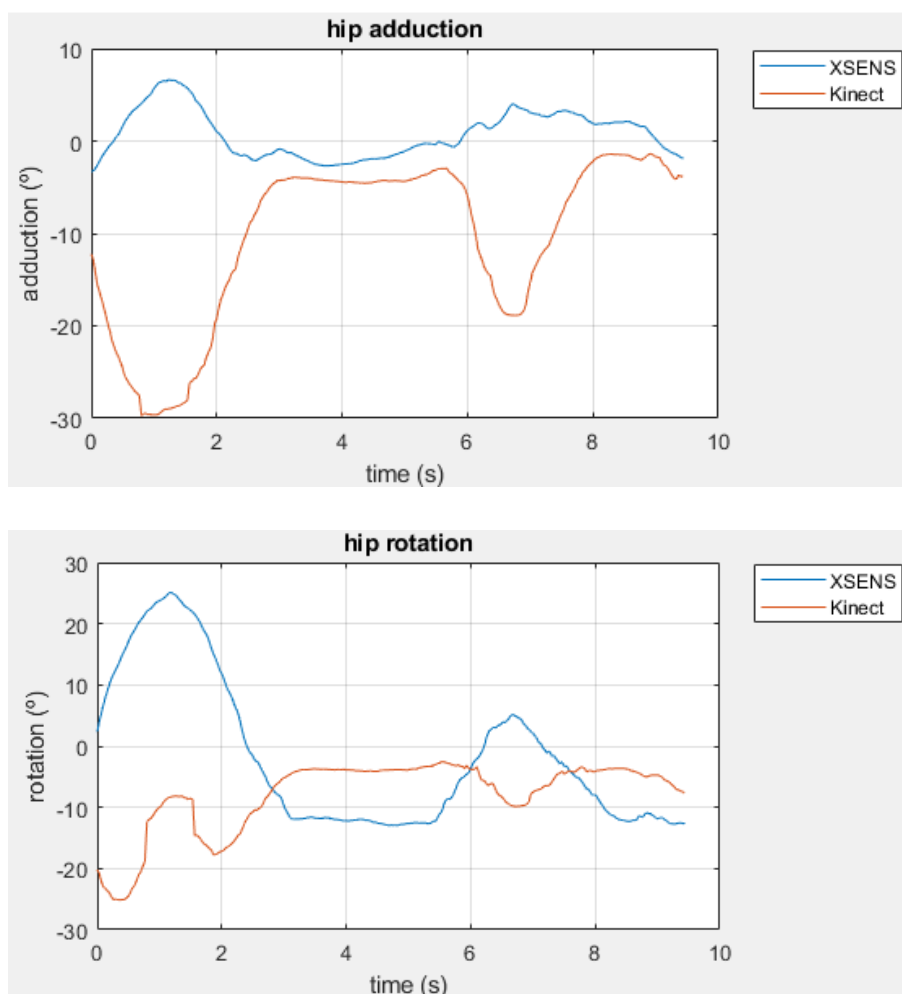 hip adduction
XSENS
Kinect
10
0
-10
-20
-30
adduction (º)
0 2 4 6 8 10
time (s)
hip rotation
XSENS
Kinect
30
20
10
0
-10
-20
-30
rotation (º)
0 2 4 6 8 10
time (s)